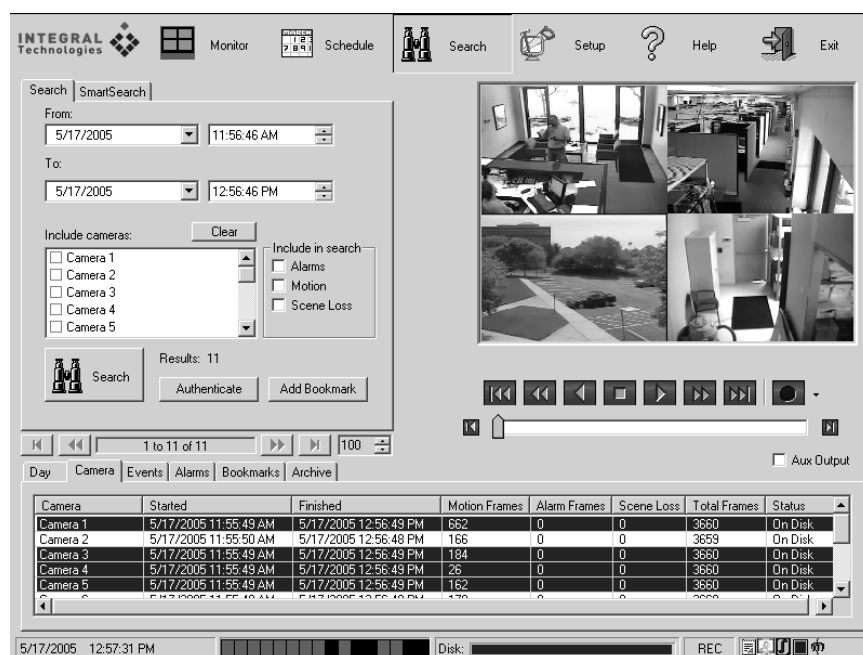 INTEGRAL
Technologies
Monitor
MARCH
Schedule
Search
Setup
Help
Exit
Search SmartSearch
From:
5/17/2005 11:56:46 AM
To:
5/17/2005 12:56:46 PM
Include cameras: Clear
Include in search
Camera 1
Camera 2
Camera 3
Camera 4
Camera 5
Alarms
Motion
Scene Loss
Search
Results: 11
Authenticate Add Bookmark
1 to 11 of 11 100
Aux Output
Day Camera Events Alarms Bookmarks Archive
Camera Started Finished Motion Frames Alarm Frames Scene Loss Total Frames Status
Camera 1 5/17/2005 11:55:49 AM 5/17/2005 12:56:49 PM 662 0 0 3660 On Disk
Camera 2 5/17/2005 11:55:50 AM 5/17/2005 12:56:48 PM 166 0 0 3659 On Disk
Camera 3 5/17/2005 11:55:49 AM 5/17/2005 12:56:49 PM 184 0 0 3660 On Disk
Camera 4 5/17/2005 11:55:49 AM 5/17/2005 12:56:49 PM 26 0 0 3660 On Disk
Camera 5 5/17/2005 11:55:49 AM 5/17/2005 12:56:49 PM 162 0 0 3660 On Disk
5/17/2005 12:57:31 PM Disk: REC